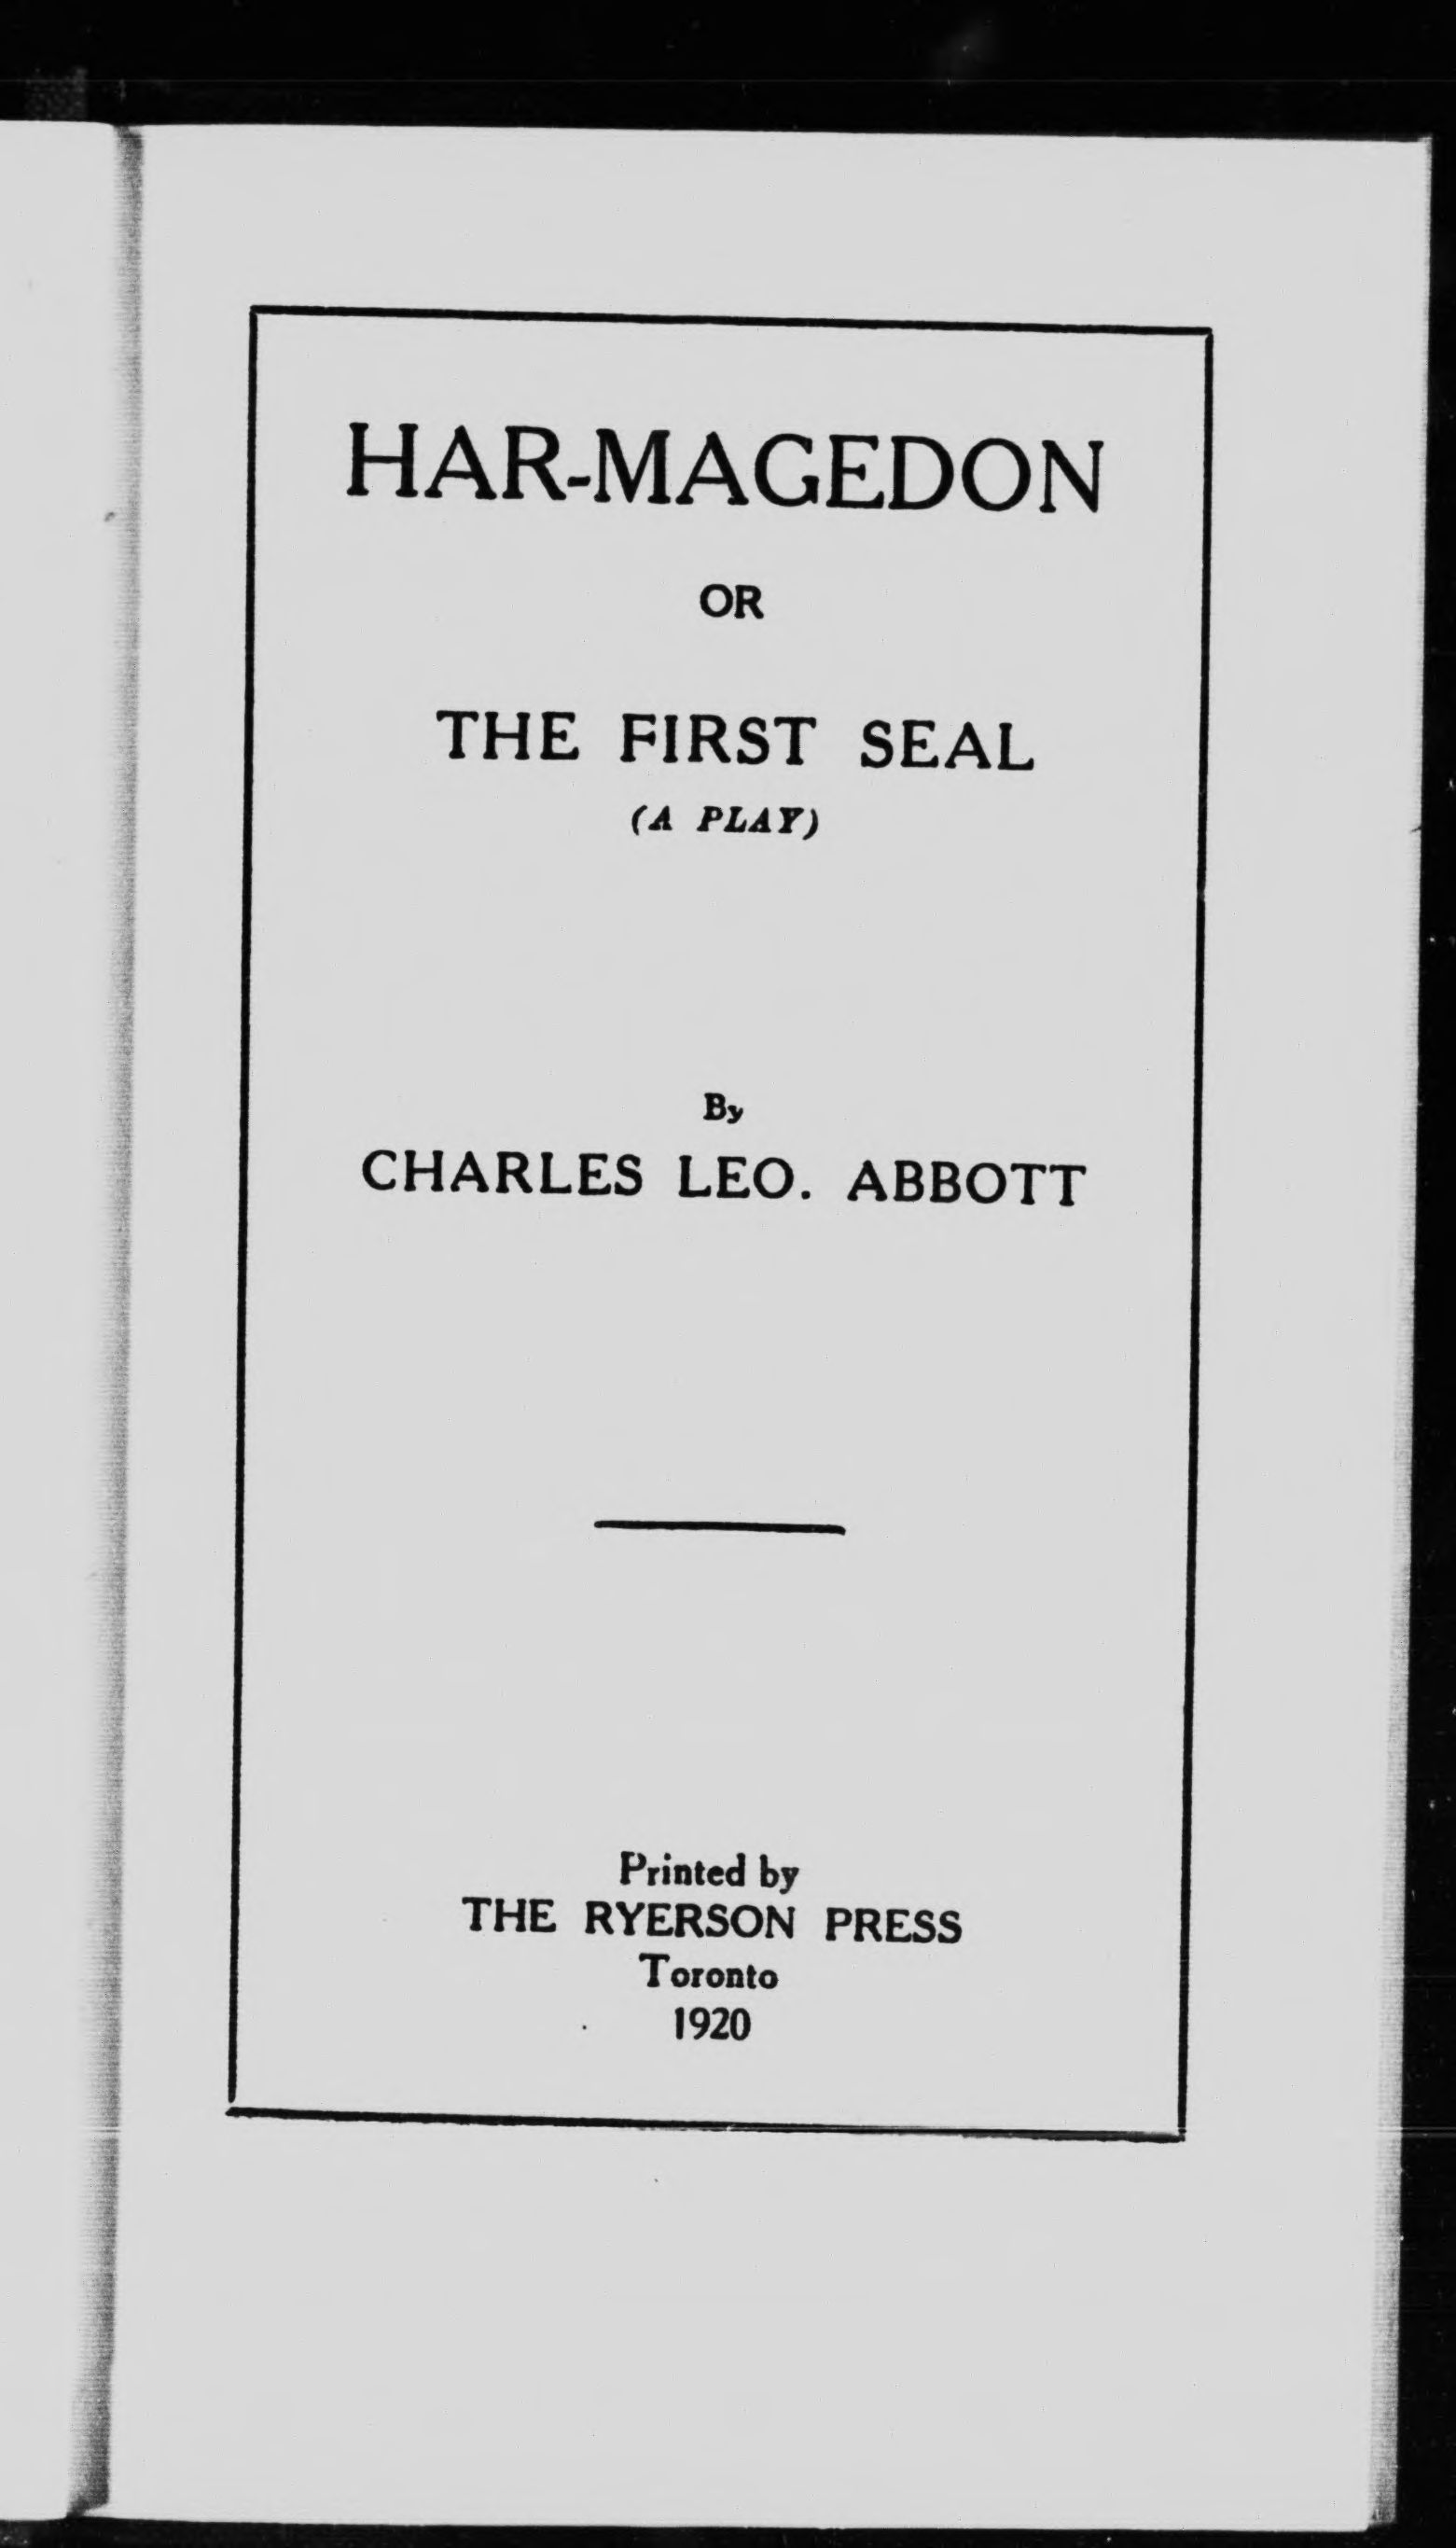 HAR-MAGEDON
OR
THE FIRST SEAL
(A PLAY)
By
CHARLES LEO. ABBOTT
Printed by
THE RYERSON PRESS
Toronto
1920